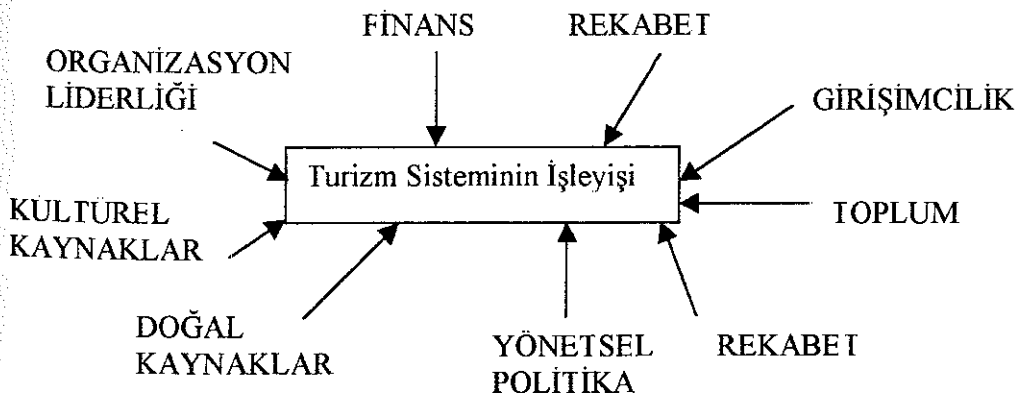 FİNANS
REKABET
ORGANİZASYON
LİDERLİĞİ
GİRİŞİMCİLİK
Turizm Sisteminin İşleyişi
KÜLTÜREL
KAYNAKLAR
TOPLUM
DOĞAL
KAYNAKLAR
YÖNETSEL
POLİTİKA
REKABET